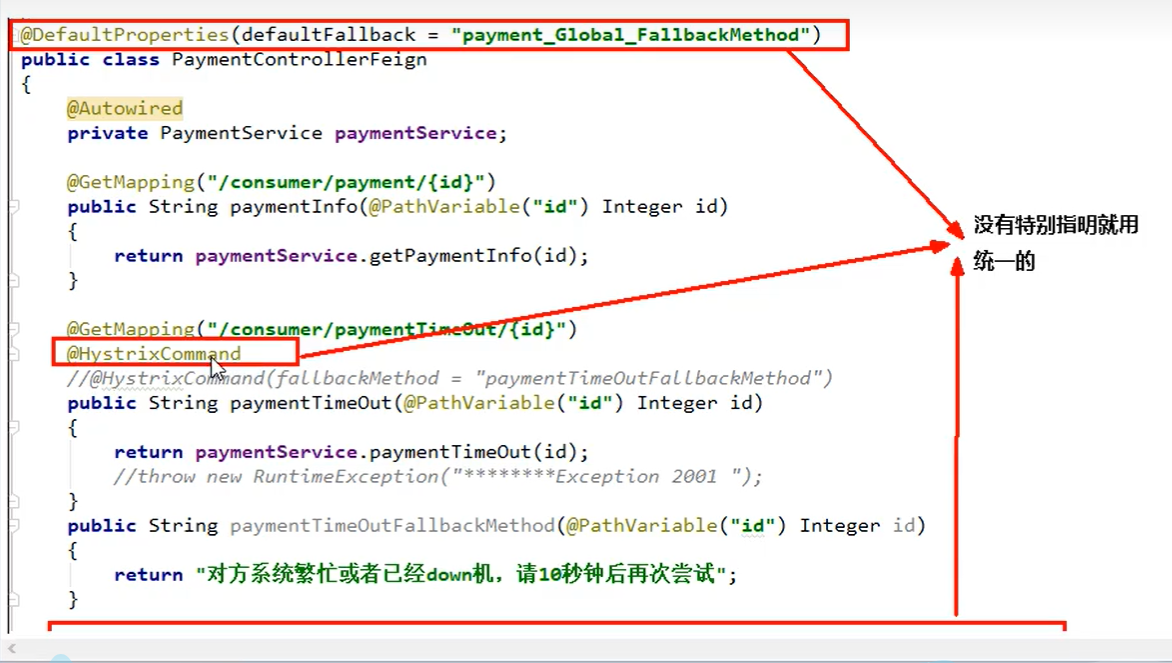 @DefaultProperties(defaultFallback = "payment_Global_FallbackMethod")
public class PaymentControllerFeign
{
@Autowired
private PaymentService paymentService;
@GetMapping("/consumer/payment/{id}")
public String paymentInfo(@PathVariable("id") Integer id)
{
return paymentService.getPaymentInfo(id);
}
没有特别指明就用
统一的
@GetMapping("/consumer/paymentTimeOut/{id}")
@HystrixCommand
//@HystrixCommand(fallbackMethod = "paymentTimeOutFallbackMethod")
public String paymentTimeOut(@PathVariable("id") Integer id)
{
return paymentService.paymentTimeOut(id);
//throw new RuntimeException("********Exception 2001 ");
}
public String paymentTimeOutFallbackMethod(@PathVariable("id") Integer id)
{
return "对方系统繁忙或者已经down机，请10秒钟后再次尝试";
}